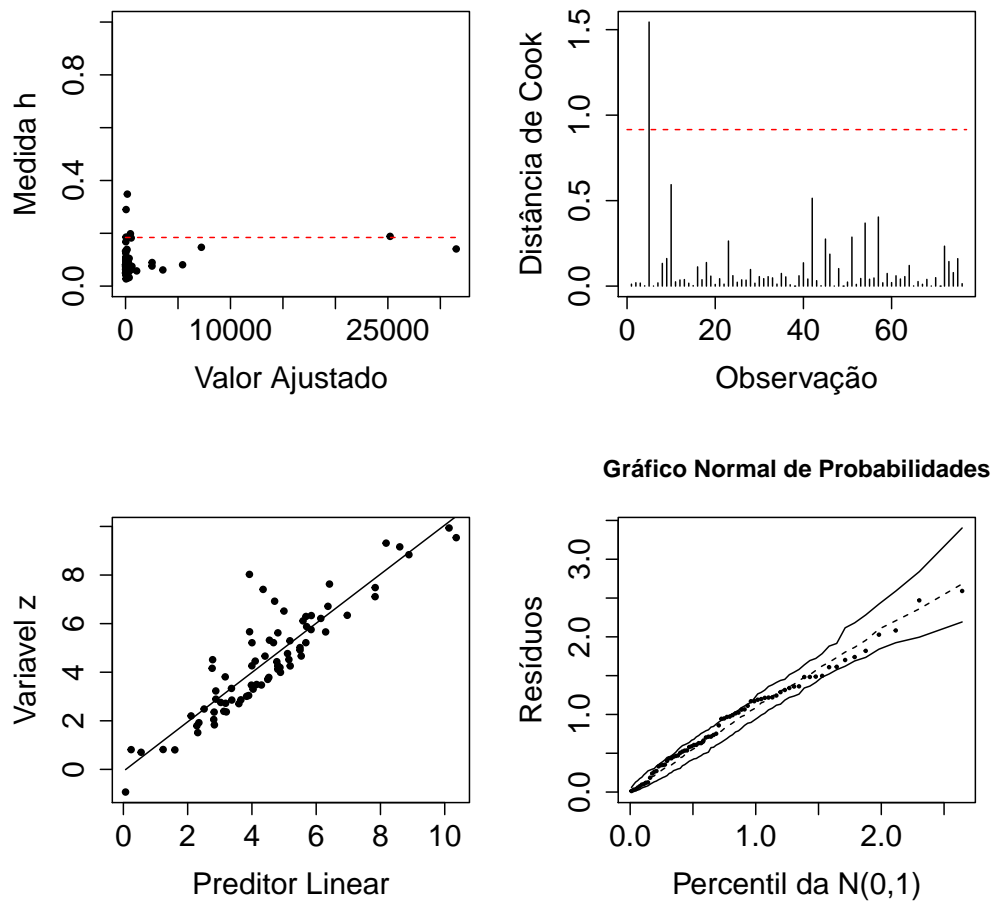 Medida h
0.0 0.4 0.8
0 10000 25000
Valor Ajustado
Distância de Cook
0.0 0.5 1.0 1.5
0 20 40 60
Observação
Variavel z
0 2 4 6 8
0 2 4 6 8 10
Preditor Linear
Gráfico Normal de Probabilidades
Resíduos
0.0 1.0 2.0 3.0
0.0 1.0 2.0
Percentil da N(0,1)